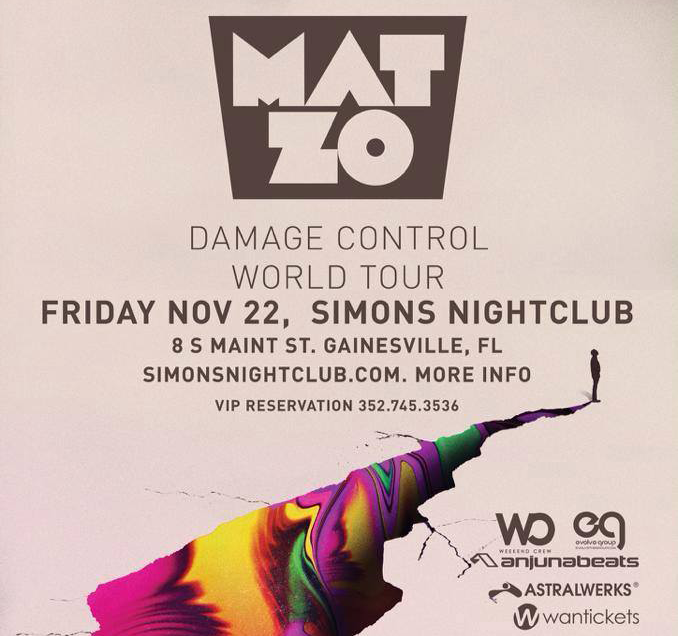 MAT
ZO
DAMAGE CONTROL
WORLD TOUR
FRIDAY NOV 22, SIMONS NIGHTCLUB
8 S MAINT ST. GAINESVILLE, FL
SIMONSNIGHTCLUB.COM. MORE INFO
VIP RESERVATION 352.745.3536
WC
WEEKEND CREW
eg
evolve group
anjunabeats
ASTRALWERKS®
W wantickets